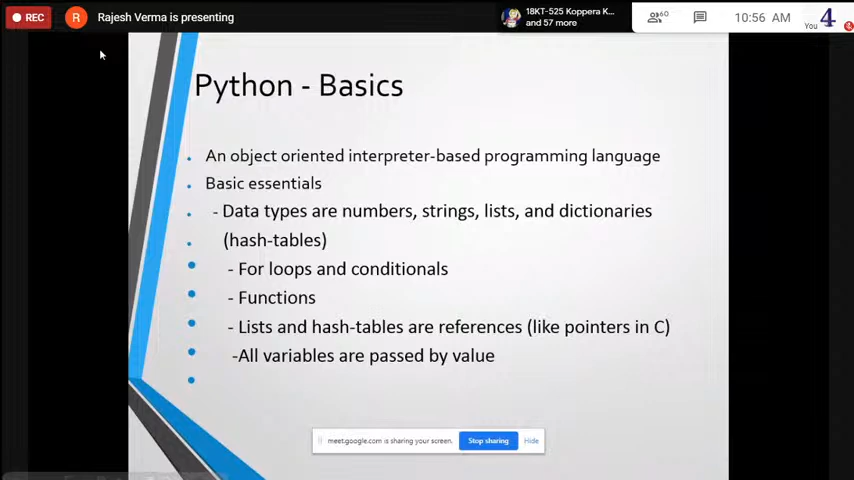 REC
R
Rajesh Verma is presenting
18KT-525 Koppera K...
and 57 more
60
10:56 AM
You
4
Python - Basics
An object oriented interpreter-based programming language
Basic essentials
- Data types are numbers, strings, lists, and dictionaries
(hash-tables)
- For loops and conditionals
- Functions
- Lists and hash-tables are references (like pointers in C)
-All variables are passed by value
meet.google.com is sharing your screen.
Stop sharing
Hide